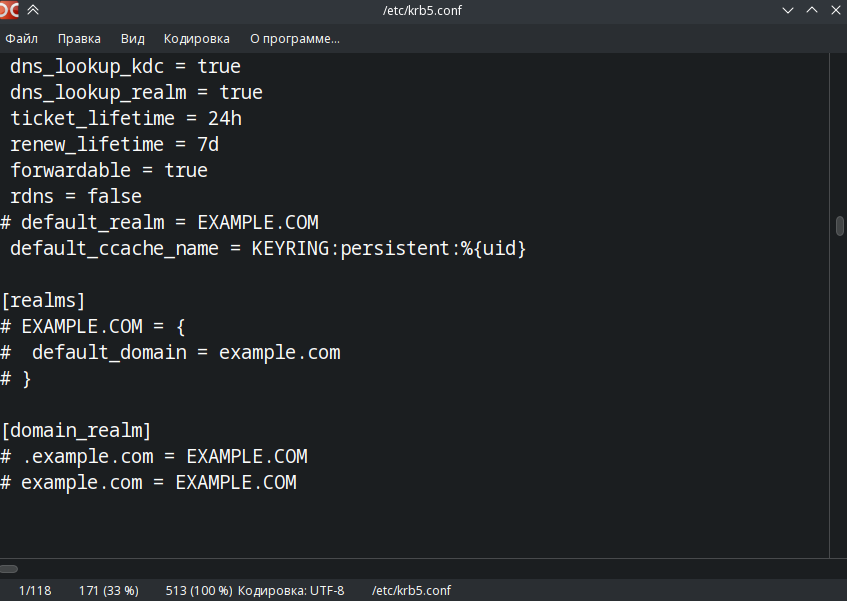 /etc/krb5.conf
Файл Правка Вид Кодировка О программе...
dns_lookup_kdc = true
dns_lookup_realm = true
ticket_lifetime = 24h
renew_lifetime = 7d
forwardable = true
rdns = false
# default_realm = EXAMPLE.COM
default_ccache_name = KEYRING:persistent:%{uid}
[realms]
# EXAMPLE.COM = {
#  default_domain = example.com
# }
[domain_realm]
# .example.com = EXAMPLE.COM
# example.com = EXAMPLE.COM
1/118 171 (33 %) 513 (100 %) Кодировка: UTF-8 /etc/krb5.conf